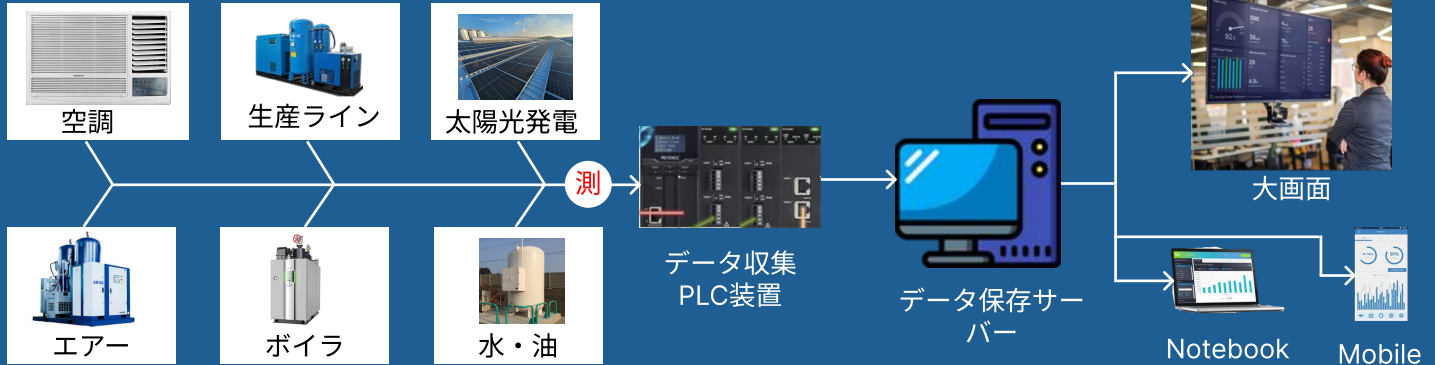 空調
生産ライン
太陽光発電
測
エアー
ボイラ
水・油
データ収集
PLC装置
データ保存サー
バー
大画面
Notebook
Mobile